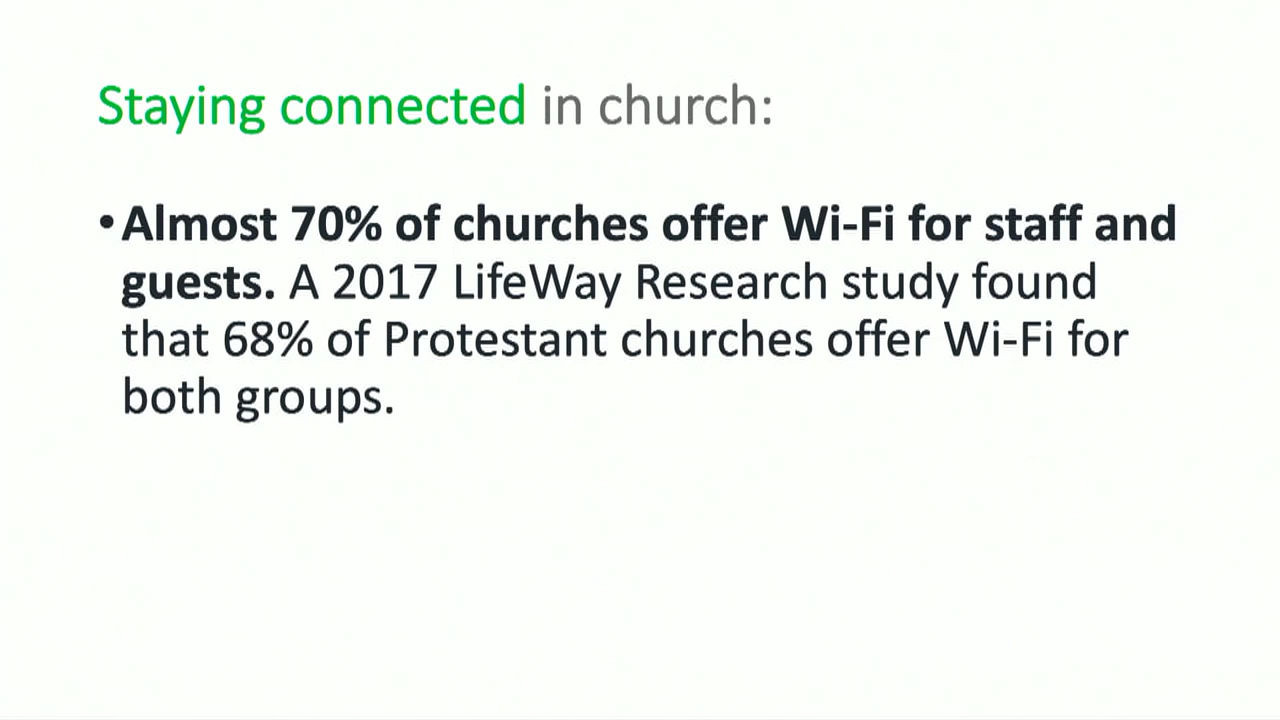 Staying connected in church:
•Almost 70% of churches offer Wi-Fi for staff and
guests. A 2017 LifeWay Research study found
that 68% of Protestant churches offer Wi-Fi for
both groups.